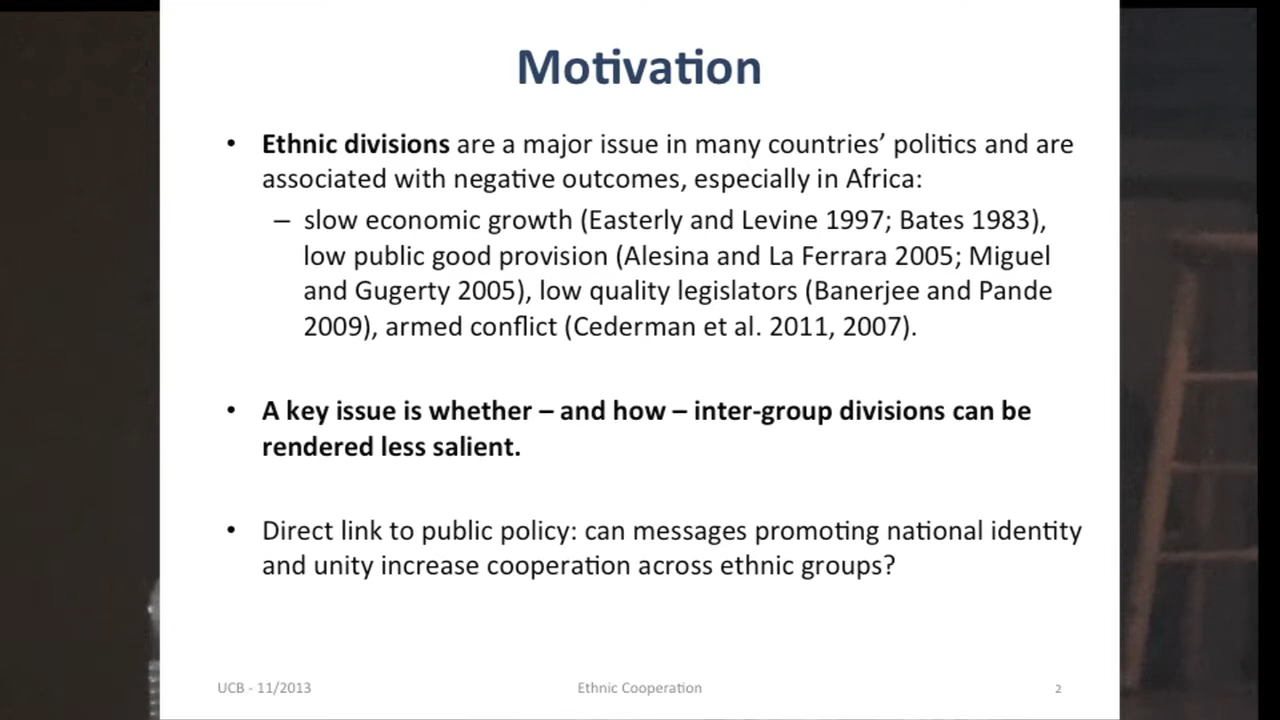 Motivation
• Ethnic divisions are a major issue in many countries’ politics and are
associated with negative outcomes, especially in Africa:
– slow economic growth (Easterly and Levine 1997; Bates 1983),
low public good provision (Alesina and La Ferrara 2005; Miguel
and Gugerty 2005), low quality legislators (Banerjee and Pande
2009), armed conflict (Cederman et al. 2011, 2007).
• A key issue is whether – and how – inter-group divisions can be
rendered less salient.
• Direct link to public policy: can messages promoting national identity
and unity increase cooperation across ethnic groups?
UCB - 11/2013 Ethnic Cooperation 2